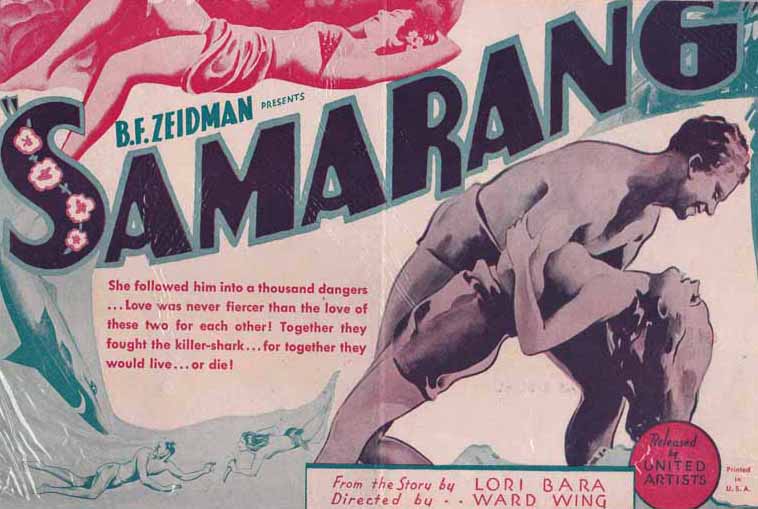 B.F. ZEIDMAN PRESENTS
"SAMARANG
She followed him into a thousand dangers
...Love was never fiercer than the love of
these two for each other! Together they
fought the killer-shark...for together they
would live...or die!
From the Story by LORI BARA
Directed by .. WARD WING
Released
by
UNITED
ARTISTS
Printed
in
U.S.A.